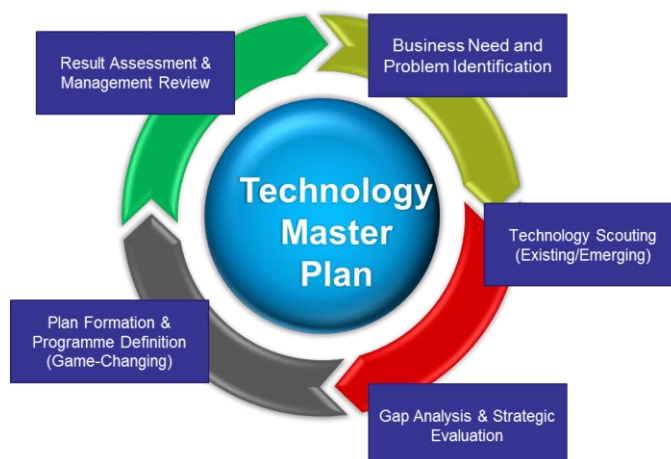 Business Need and
Problem Identification
Technology Scouting
(Existing/Emerging)
Gap Analysis & Strategic
Evaluation
Plan Formation &
Programme Definition
(Game-Changing)
Result Assessment &
Management Review
Technology
Master
Plan